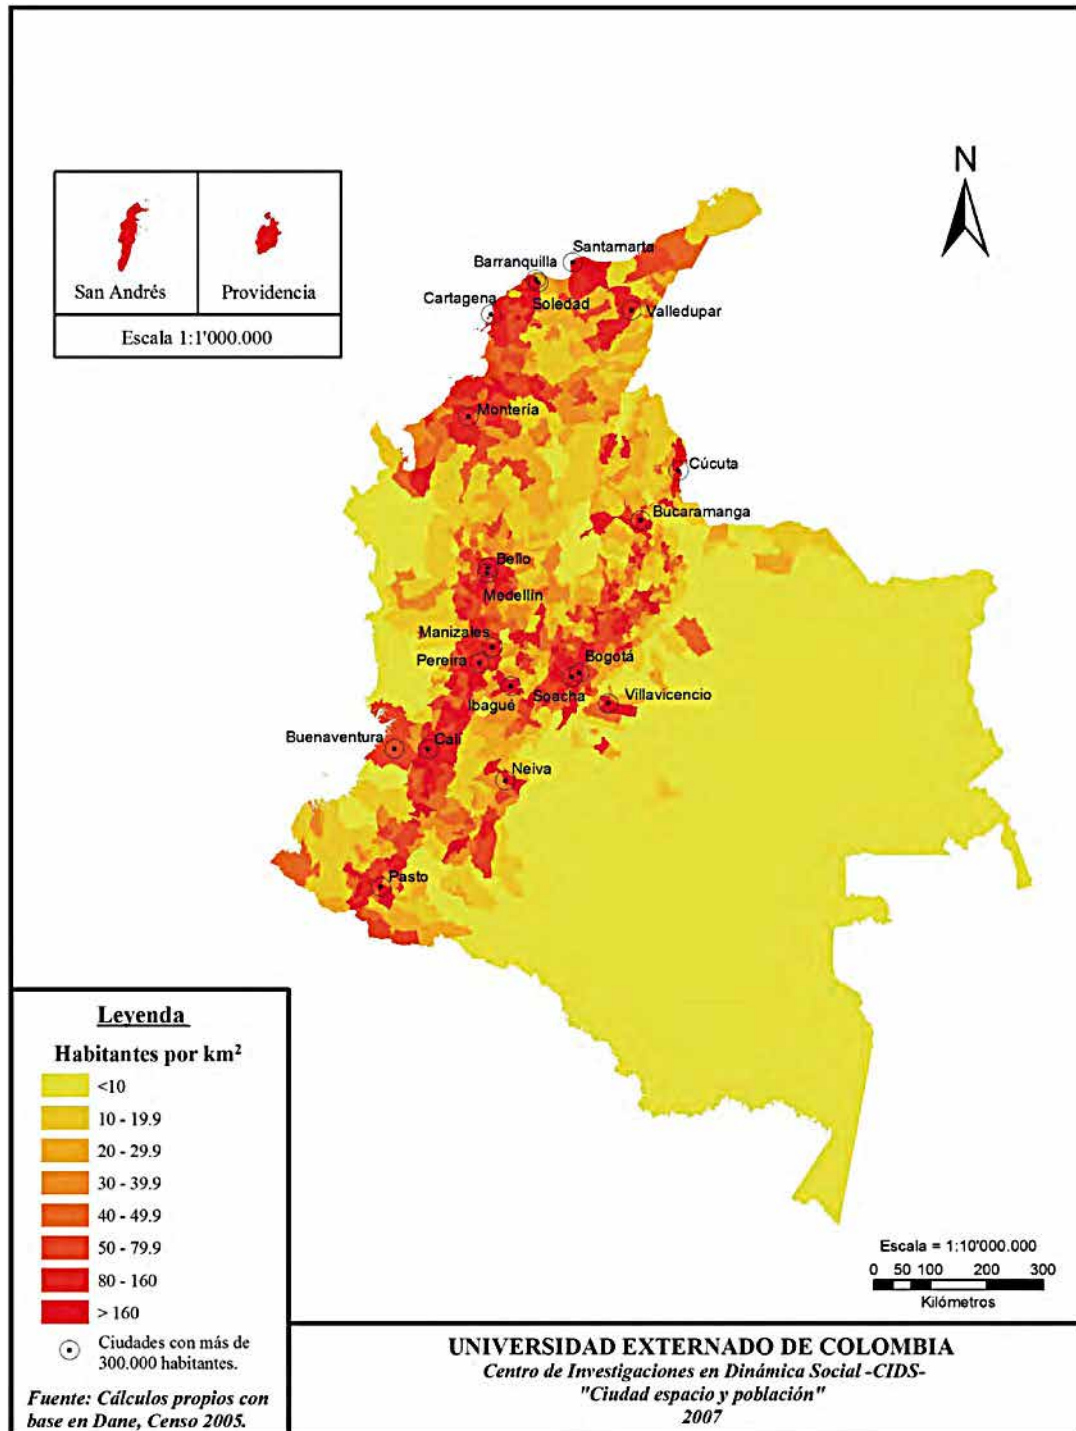 N
San Andrés
Providencia
Escala 1:1'000.000
Santamarta
Barranquilla
Cartagena
Soledad
Valledupar
Montería
Cúcuta
Bucaramanga
Bello
Medellín
Manizales
Pereira
Bogotá
Ibagué
Soacha
Villavicencio
Buenaventura
Cali
Neiva
Pasto
Leyenda
Habitantes por km²
<10
10 - 19.9
20 - 29.9
30 - 39.9
40 - 49.9
50 - 79.9
80 - 160
> 160
Ciudades con más de
300.000 habitantes.
Fuente: Cálculos propios con
base en Dane, Censo 2005.
Escala = 1:10'000.000
0 50 100 200 300
Kilómetros
UNIVERSIDAD EXTERNADO DE COLOMBIA
Centro de Investigaciones en Dinámica Social -CIDS-
"Ciudad espacio y población"
2007